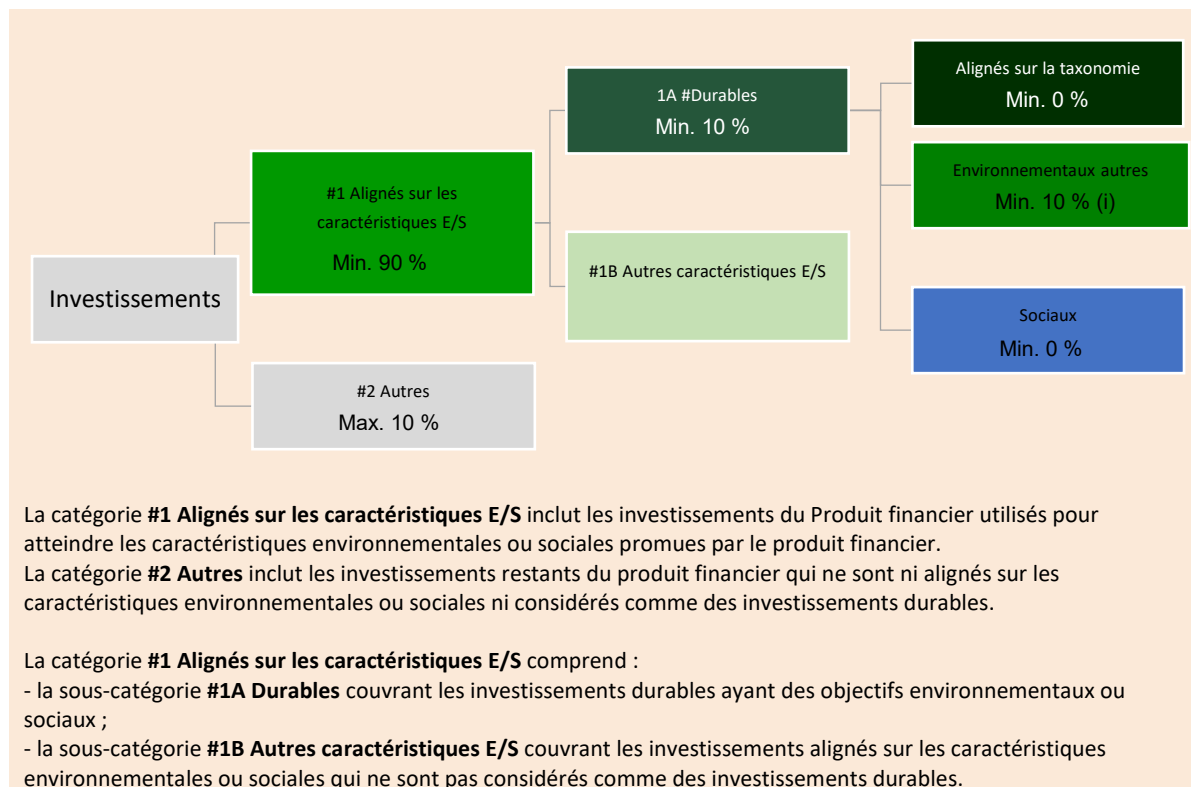 Investissements
#1 Alignés sur les
caractéristiques E/S
Min. 90 %
#2 Autres
Max. 10 %
1A #Durables
Min. 10 %
#1B Autres caractéristiques E/S
Alignés sur la taxonomie
Min. 0 %
Environnementaux autres
Min. 10 % (i)
Sociaux
Min. 0 %
La catégorie #1 Alignés sur les caractéristiques E/S inclut les investissements du Produit financier utilisés pour
atteindre les caractéristiques environnementales ou sociales promues par le produit financier.
La catégorie #2 Autres inclut les investissements restants du produit financier qui ne sont ni alignés sur les
caractéristiques environnementales ou sociales ni considérés comme des investissements durables.
La catégorie #1 Alignés sur les caractéristiques E/S comprend :
- la sous-catégorie #1A Durables couvrant les investissements durables ayant des objectifs environnementaux ou
sociaux ;
- la sous-catégorie #1B Autres caractéristiques E/S couvrant les investissements alignés sur les caractéristiques
environnementales ou sociales qui ne sont pas considérés comme des investissements durables.